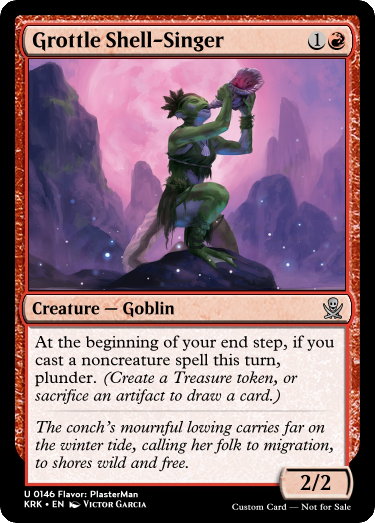 Grottle Shell-Singer 1
Creature — Goblin
At the beginning of your end step, if you
cast a noncreature spell this turn,
plunder. (Create a Treasure token, or
sacrifice an artifact to draw a card.)
The conch's mournful lowing carries far on
the winter tide, calling her folk to migration,
to shores wild and free.
2/2
U 0146 Flavor: PlasterMan
KRK • EN Victor Garcia
Custom Card — Not for Sale